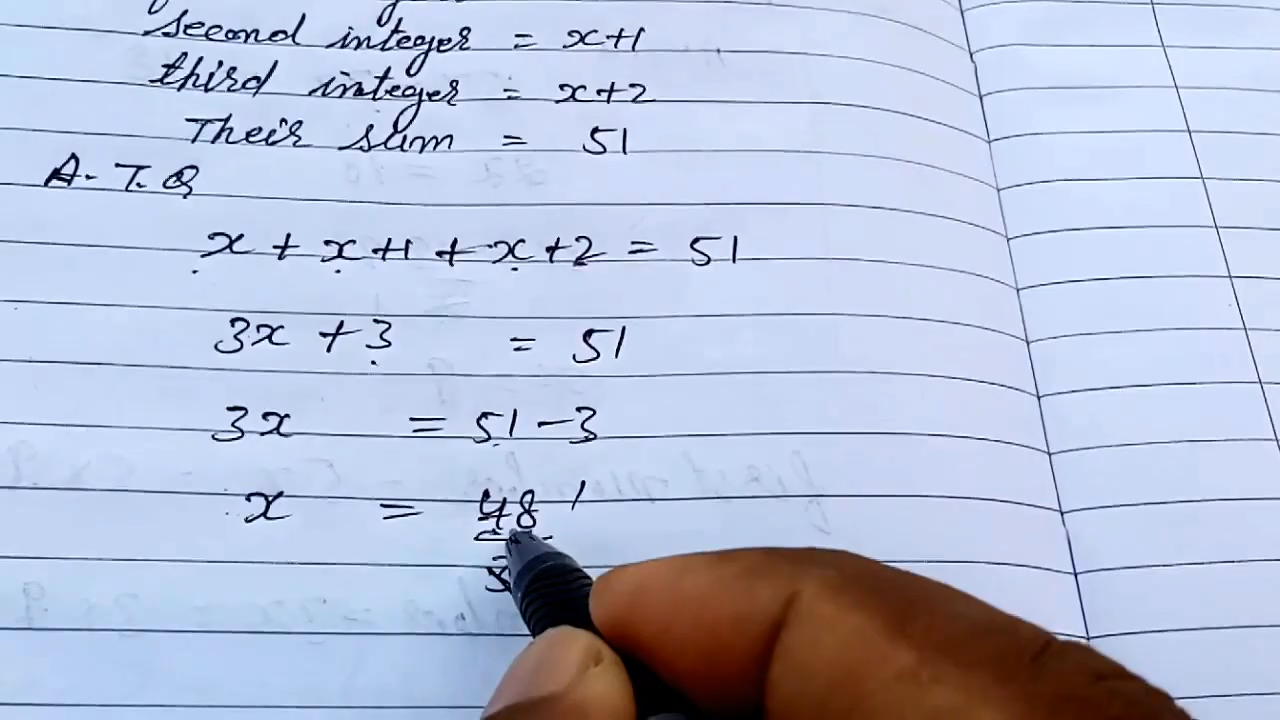 second integer = x+1
third integer = x+2
Their sum = 51
A.T.Q
x + x+1 + x+2 = 51
3x + 3 = 51
3x = 51-3
x = 48